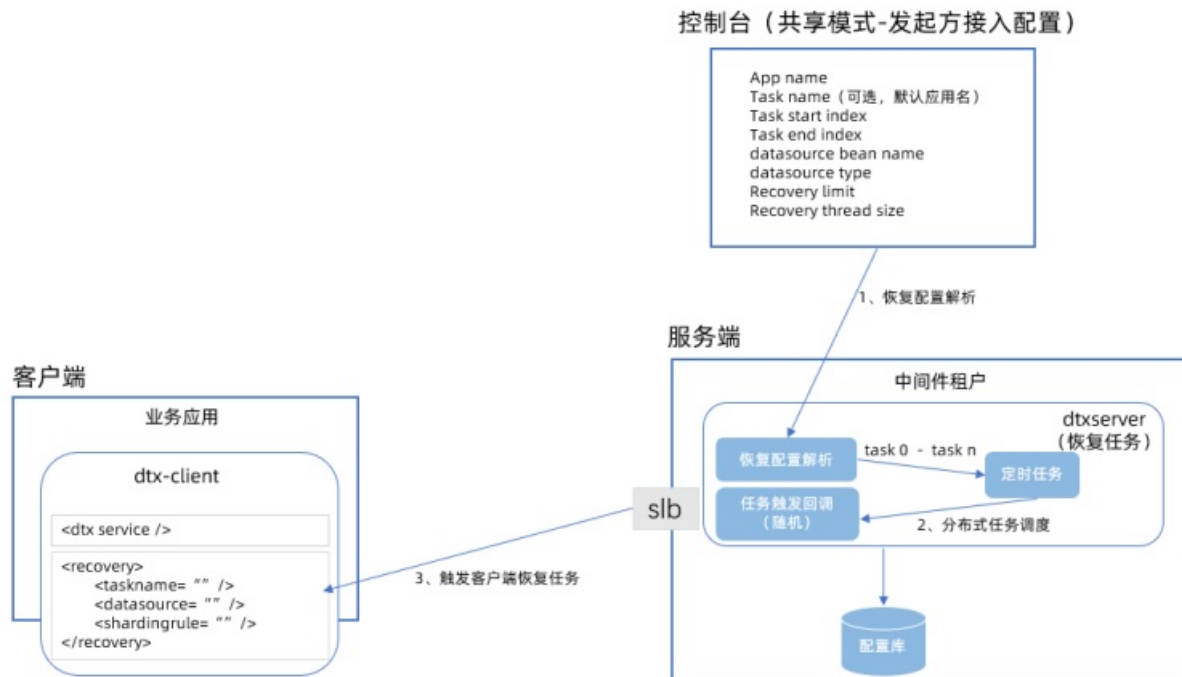 控制台（共享模式-发起方接入配置）
App name
Task name（可选，默认应用名）
Task start index
Task end index
datasource bean name
datasource type
Recovery limit
Recovery thread size
1、恢复配置解析
服务端
中间件租户
dtxserver
（恢复任务）
恢复配置解析
task 0 - task n
定时任务
任务触发回调
（随机）
2、分布式任务调度
slb
配置库
3、触发客户端恢复任务
客户端
业务应用
dtx-client
<dtx service />
<recovery>
<taskname= “” />
<datasource= “” />
<shardingrule= “” />
</recovery>